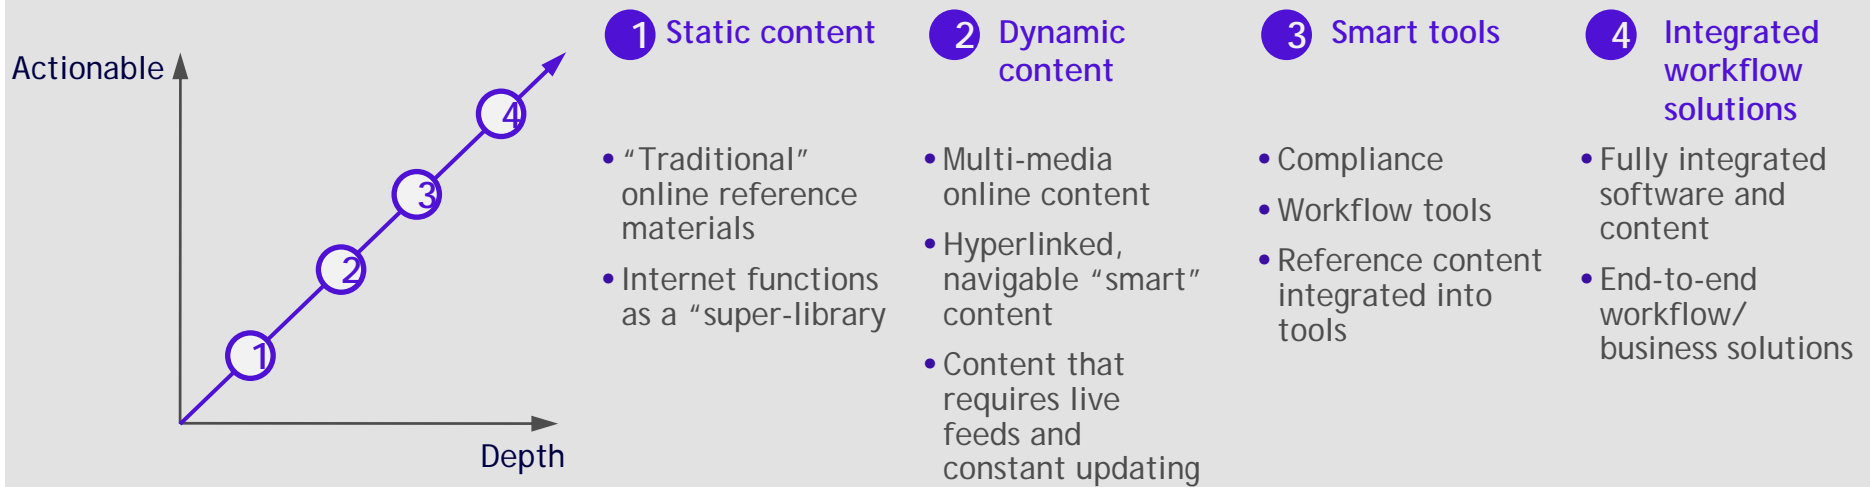 Actionable
4
3
2
1
Depth
1 Static content
• “Traditional”
online reference
materials
• Internet functions
as a “super-library
2 Dynamic
content
• Multi-media
online content
• Hyperlinked,
navigable “smart”
content
• Content that
requires live
feeds and
constant updating
3 Smart tools
• Compliance
• Workflow tools
• Reference content
integrated into
tools
4 Integrated
workflow
solutions
• Fully integrated
software and
content
• End-to-end
workflow/
business solutions